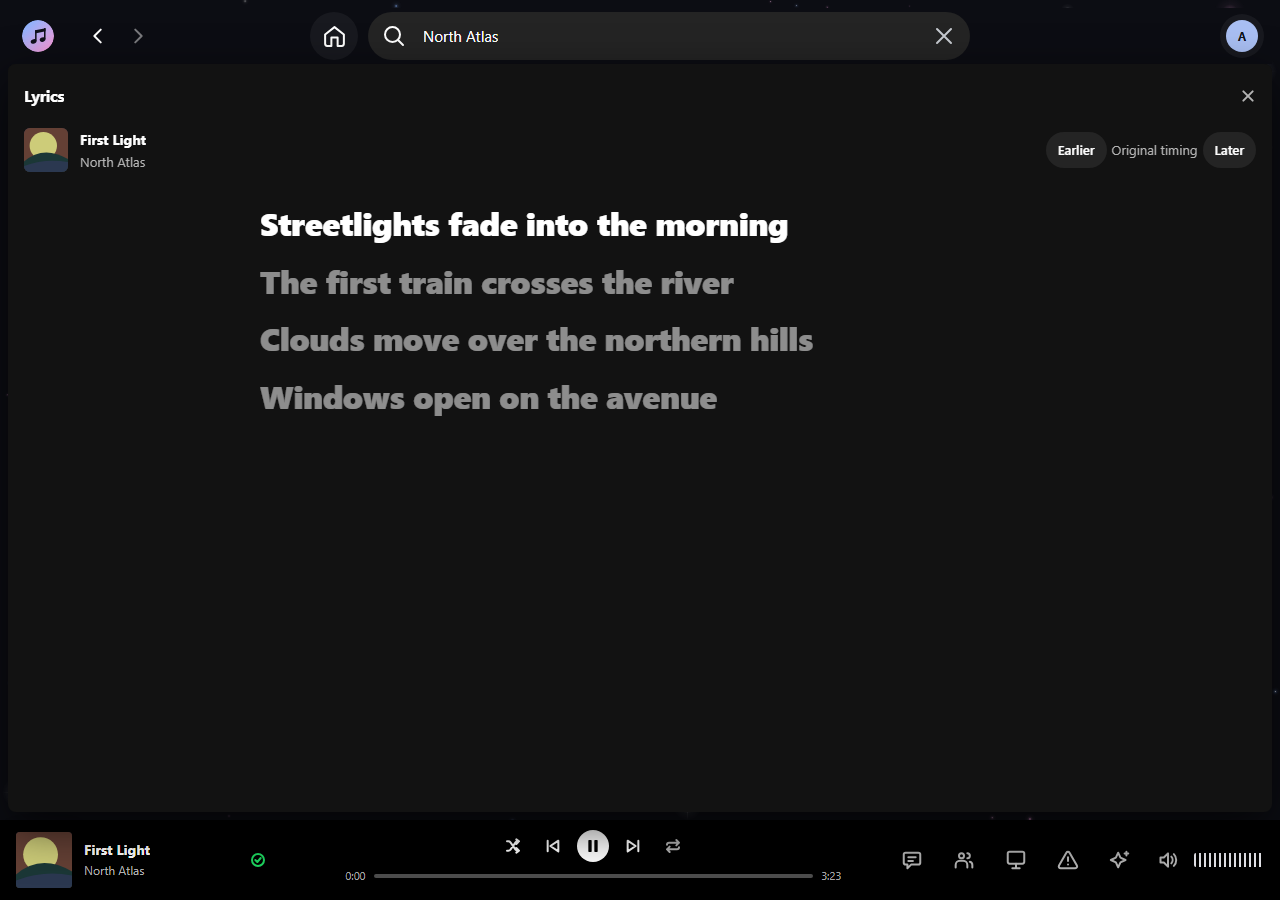 North Atlas
A
Lyrics
First Light
North Atlas
Earlier Original timing Later
Streetlights fade into the morning
The first train crosses the river
Clouds move over the northern hills
Windows open on the avenue
First Light
North Atlas
0:00 3:23